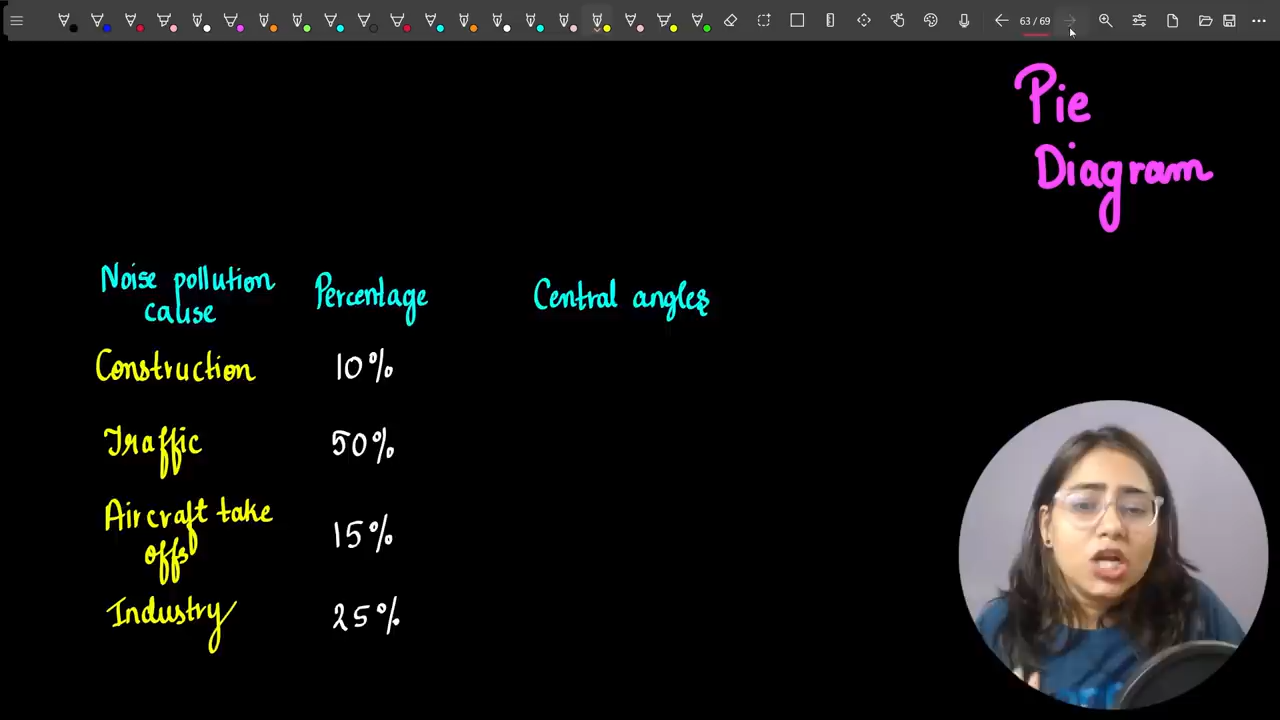 63 / 69
Pie
Diagram
Noise pollution
cause
Percentage
Central angles
Construction
10%
Traffic
50%
Aircraft take
offs
15%
Industry
25%